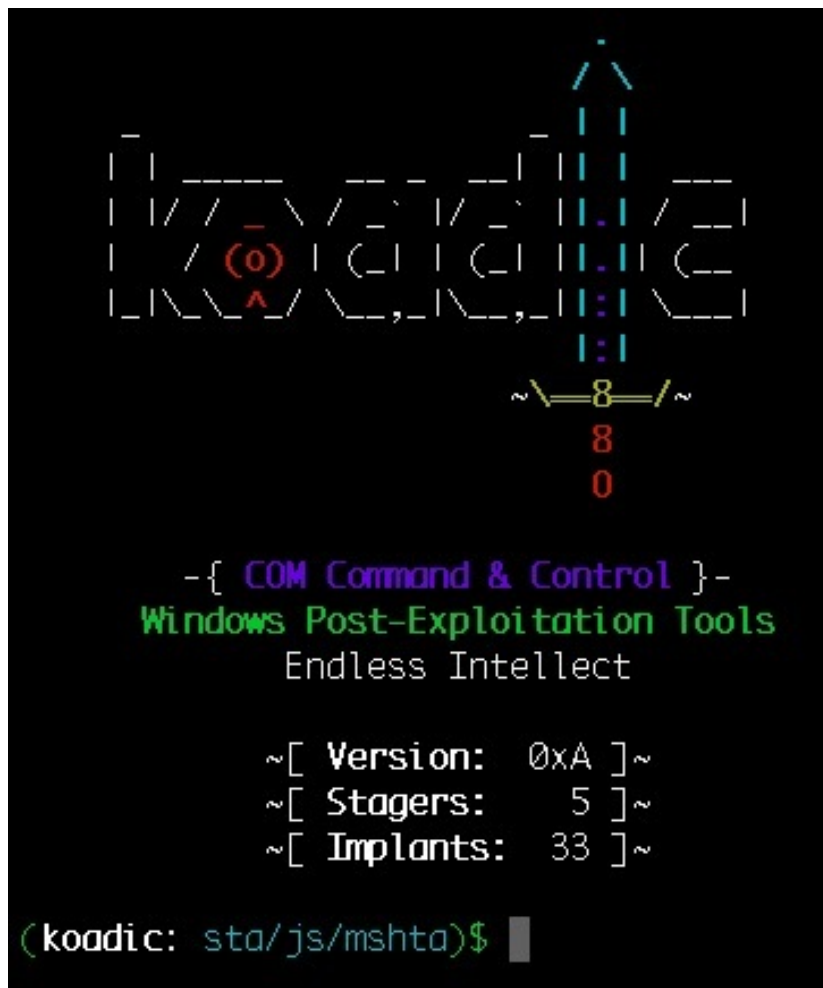 koadic
-{ COM Command & Control }-
Windows Post-Exploitation Tools
Endless Intellect
~[ Version: 0xA ]~
~[ Stagers: 5 ]~
~[ Implants: 33 ]~
(koadic: sta/js/mshta)$